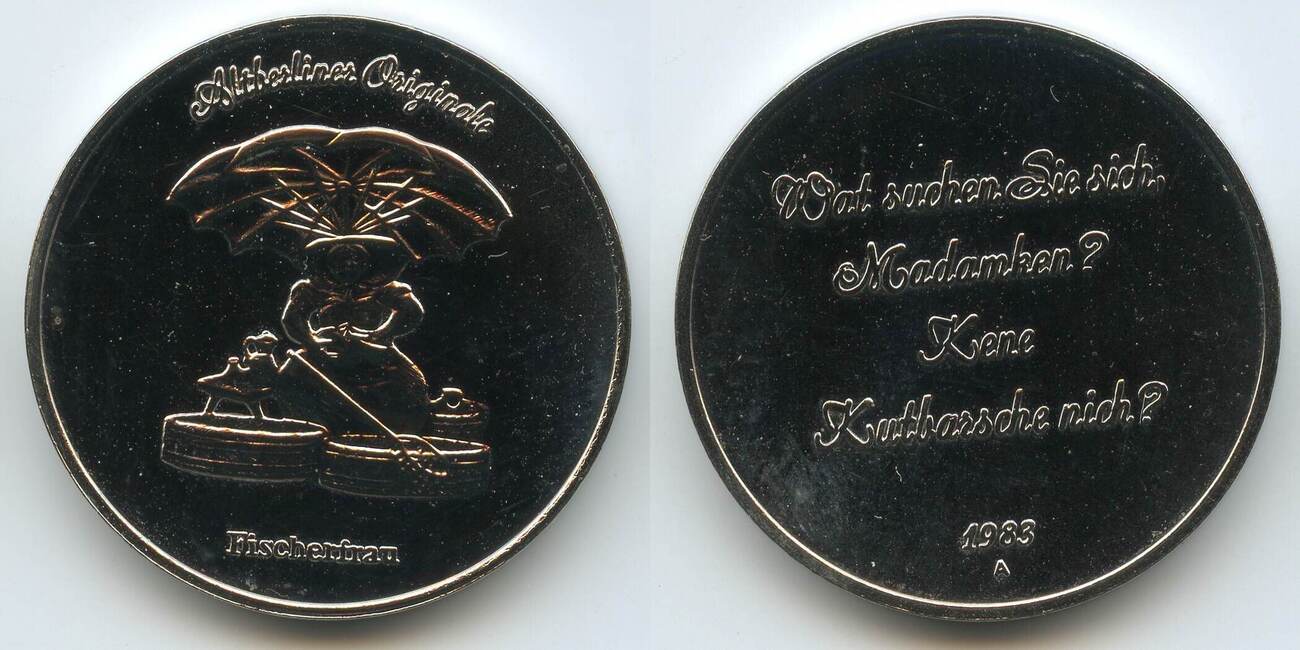 Altberliner Originale
Fischerfrau
Wat suchen Sie sich,
Madamken?
Kene
Kutbarsche nich?
1983
A